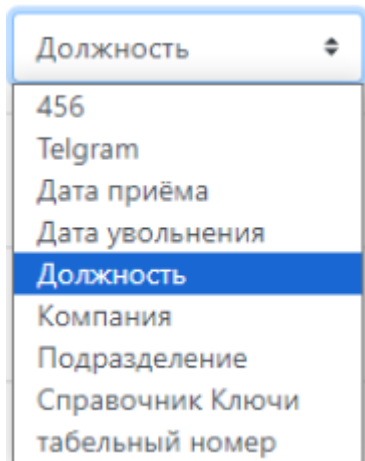 Должность
456
Telgram
Дата приёма
Дата увольнения
Должность
Компания
Подразделение
Справочник Ключи
табельный номер